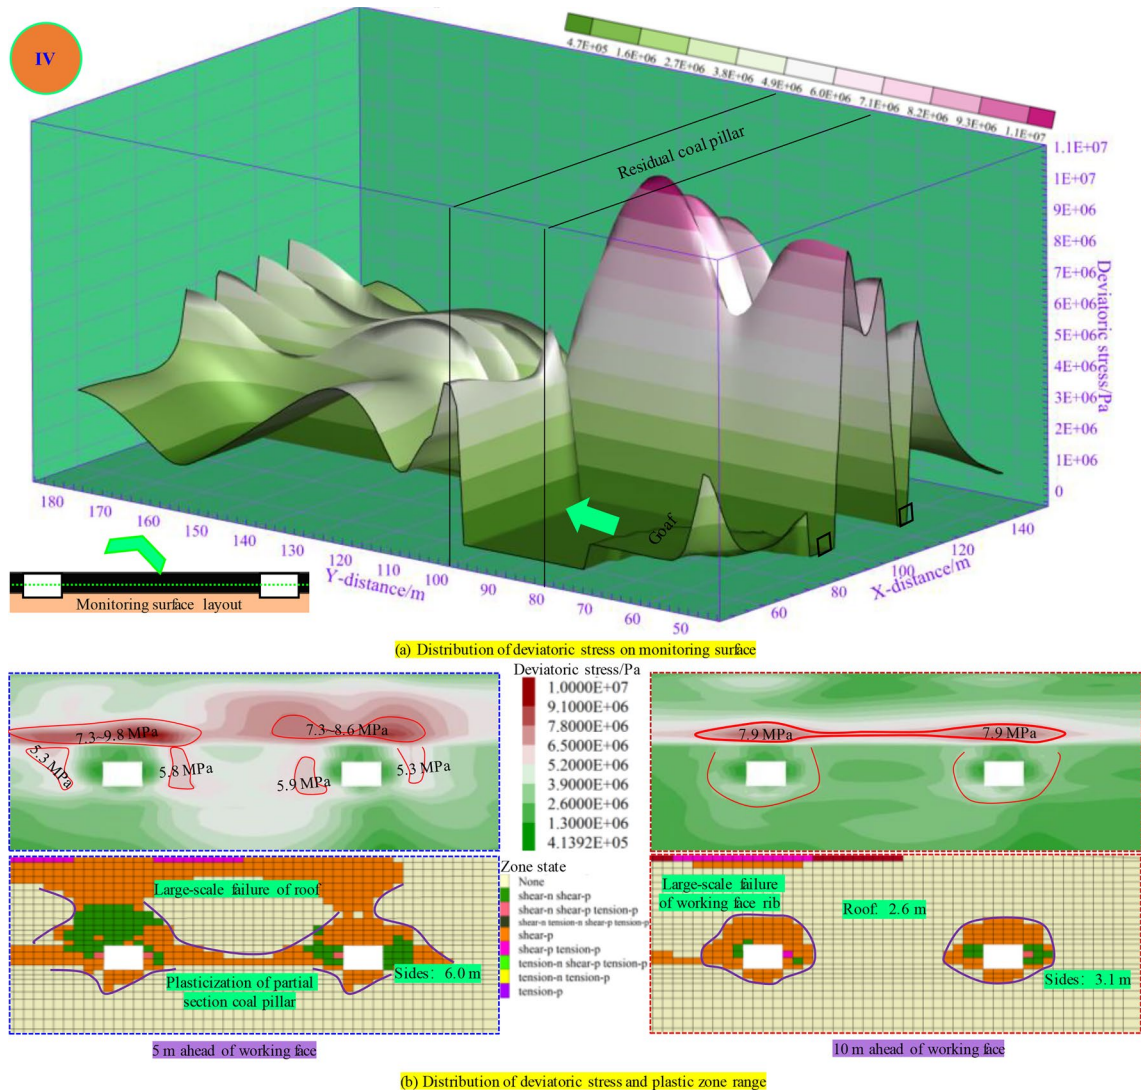 IV
4.7E+05 1.6E+06 2.7E+06 3.8E+06 4.9E+06 6.0E+06 7.1E+06 8.2E+06 9.3E+06 1.1E+07
Residual coal pillar
1.1E+07
1E+07
9E+06
8E+06
7E+06
6E+06
5E+06
4E+06
3E+06
2E+06
1E+06
0
Deviatoric stress/Pa
Goaf
180 170 160 150 140 130 120 110 100 90 80 70 60 50
Y-distance/m
60 80 100 120 140
X-distance/m
Monitoring surface layout
(a) Distribution of deviatoric stress on monitoring surface
7.3~9.8 MPa
7.3~8.6 MPa
5.3 MPa
5.8 MPa
5.9 MPa
5.3 MPa
Deviatoric stress/Pa
1.0000E+07
9.1000E+06
7.8000E+06
6.5000E+06
5.2000E+06
3.9000E+06
2.6000E+06
1.3000E+06
4.1392E+05
7.9 MPa
7.9 MPa
Large-scale failure of roof
Plasticization of partial
section coal pillar
Sides: 6.0 m
Zone state
None
shear-n shear-p
shear-n shear-p tension-p
shear-n tension-n shear-p tension-p
shear-p
shear-p tension-p
tension-n shear-p tension-p
tension-n tension-p
tension-p
Large-scale failure
of working face rib
Roof: 2.6 m
Sides: 3.1 m
5 m ahead of working face
10 m ahead of working face
(b) Distribution of deviatoric stress and plastic zone range